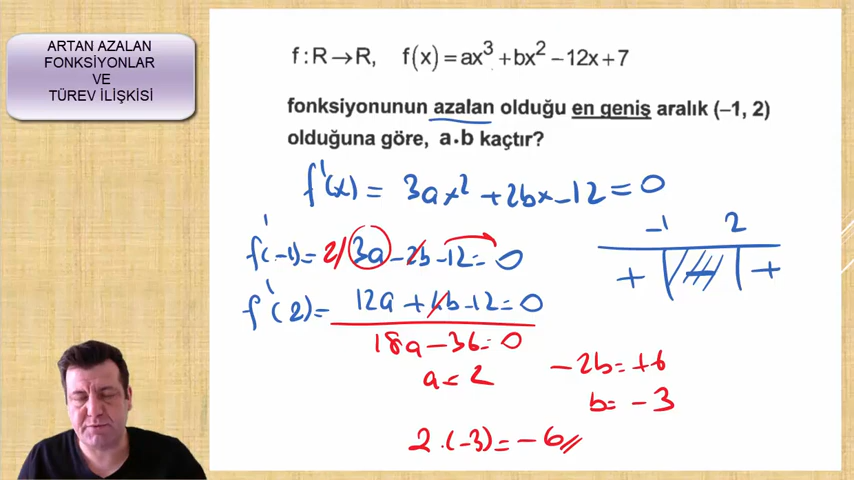 ARTAN AZALAN
FONKSİYONLAR
VE
TÜREV İLİŞKİSİ
f : R → R, f(x) = ax³ + bx² − 12x + 7
fonksiyonunun azalan olduğu en geniş aralık (−1, 2)
olduğuna göre, a·b kaçtır?
f'(x) = 3ax² + 2bx − 12 = 0
−1 2
f'(−1) = 2/ 3a − 2b − 12 = 0
+ +
f'(2) = 12a + 4b − 12 = 0
18a − 36 = 0
−2b = +6
a = 2
b = −3
2 · (−3) = −6